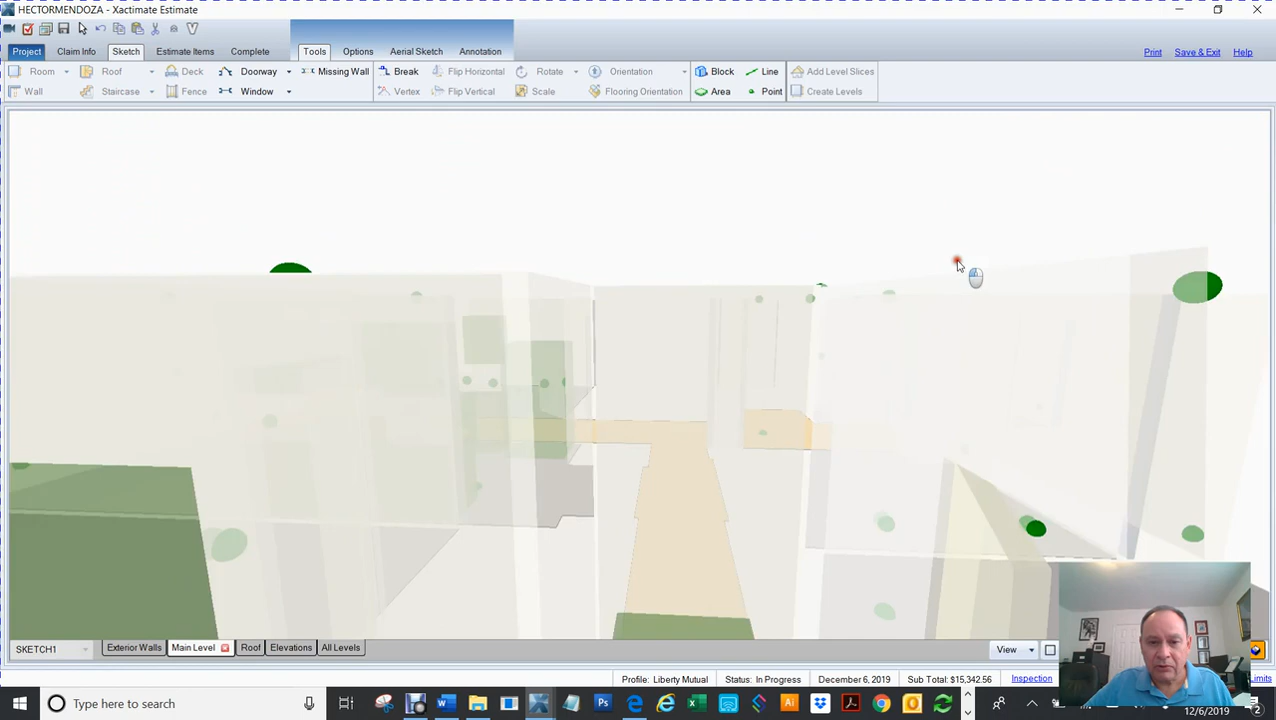 HECTORMENDOZA - Xactimate Estimate
Project Claim Info Sketch Estimate Items Complete Tools Options Aerial Sketch Annotation Print Save & Exit Help
Room Roof Deck Doorway Missing Wall Break Flip Horizontal Rotate Orientation Block Line Add Level Slices
Wall Staircase Fence Window Vertex Flip Vertical Scale Flooring Orientation Area Point Create Levels
SKETCH1 Exterior Walls Main Level Roof Elevations All Levels View
Profile: Liberty Mutual Status: In Progress December 6, 2019 Sub Total: $15,342.56 Inspection Limits
Type here to search
12/6/2019